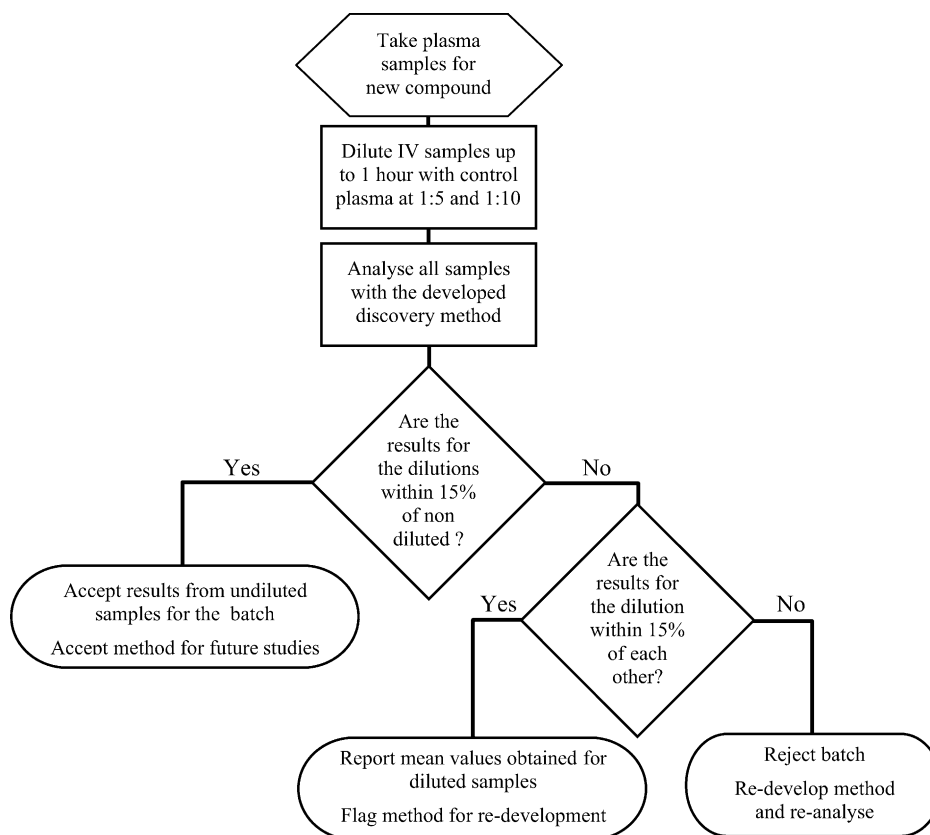 Take plasma
samples for
new compound
Dilute IV samples up
to 1 hour with control
plasma at 1:5 and 1:10
Analyse all samples
with the developed
discovery method
Are the
results for
the dilutions
within 15%
of non
diluted ?
Yes
No
Accept results from undiluted
samples for the batch
Accept method for future studies
Are the
results for
the dilution
within 15%
of each
other?
Yes
No
Report mean values obtained for
diluted samples
Flag method for re-development
Reject batch
Re-develop method
and re-analyse